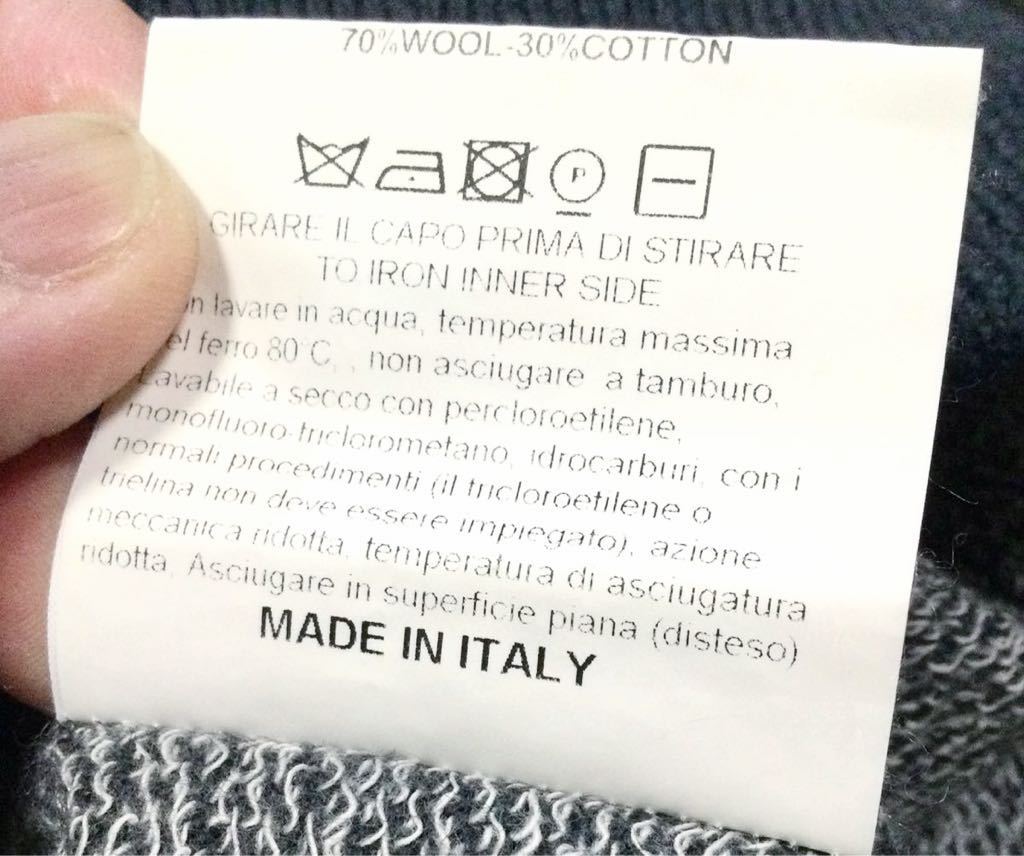 70%WOOL-30%COTTON
P
GIRARE IL CAPO PRIMA DI STIRARE
TO IRON INNER SIDE
lavare in acqua, temperatura massima
ferro 80 C, , non asciugare a tamburo,
Lavabile a secco con percloroetilene,
monofluoro-triclorometano, idrocarburi, con i
normali procedimenti (il tricloroetilene o
trielina non deve essere impiegato), azione
meccanica ridotta, temperatura di asciugatura
ridotta, Asciugare in superficie piana (disteso)
MADE IN ITALY